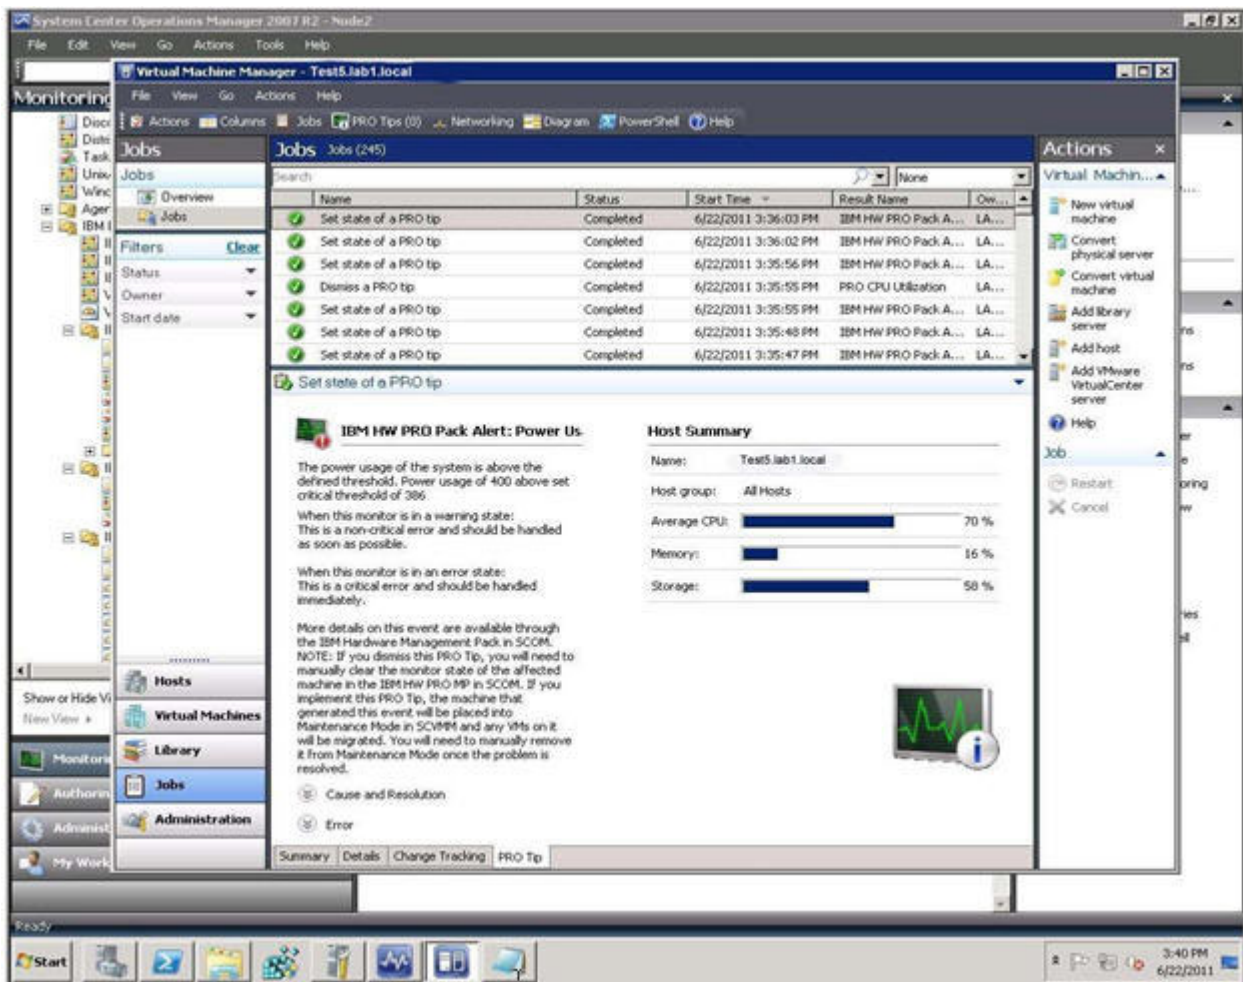 System Center Operations Manager 2007 R2 - Node2
File Edit View Go Actions Tools Help
Virtual Machine Manager - Test5.lab1.local
File View Go Actions Help
Actions Columns Jobs PRO Tips (0) Networking Diagram PowerShell Help
Monitoring
Jobs
Jobs
Overview
Jobs
Filters Clear
Status
Owner
Start date
Hosts
Virtual Machines
Library
Jobs
Administration
Jobs Jobs (245)
Search None
Name Status Start Time Result Name Ow...
Set state of a PRO tip Completed 6/22/2011 3:36:03 PM IBM HW PRO Pack A... LA...
Set state of a PRO tip Completed 6/22/2011 3:36:02 PM IBM HW PRO Pack A... LA...
Set state of a PRO tip Completed 6/22/2011 3:35:56 PM IBM HW PRO Pack A... LA...
Dismiss a PRO tip Completed 6/22/2011 3:35:55 PM PRO CPU Utilization LA...
Set state of a PRO tip Completed 6/22/2011 3:35:55 PM IBM HW PRO Pack A... LA...
Set state of a PRO tip Completed 6/22/2011 3:35:48 PM IBM HW PRO Pack A... LA...
Set state of a PRO tip Completed 6/22/2011 3:35:47 PM IBM HW PRO Pack A... LA...
Set state of a PRO tip
IBM HW PRO Pack Alert: Power Us
The power usage of the system is above the
defined threshold. Power usage of 400 above set
critical threshold of 386
When this monitor is in a warning state:
This is a non-critical error and should be handled
as soon as possible.
When this monitor is in an error state:
This is a critical error and should be handled
immediately.
More details on this event are available through
the IBM Hardware Management Pack in SCOM.
NOTE: If you dismiss this PRO Tip, you will need to
manually clear the monitor state of the affected
machine in the IBM HW PRO MP in SCOM. If you
implement this PRO Tip, the machine that
generated this event will be placed into
Maintenance Mode in SCVMM and any VMs on it
will be migrated. You will need to manually remove
it from Maintenance Mode once the problem is
resolved.
Cause and Resolution
Error
Host Summary
Name: Test5.lab1.local
Host group: All Hosts
Average CPU: 70 %
Memory: 16 %
Storage: 58 %
Summary Details Change Tracking PRO Tip
Actions
Virtual Machin...
New virtual
machine
Convert
physical server
Convert virtual
machine
Add library
server
Add host
Add VMware
VirtualCenter
server
Help
Job
Restart
Cancel
Show or Hide Vi
New View
Monitori
Authorin
Administ
My Work
Ready
Start
3:40 PM
6/22/2011